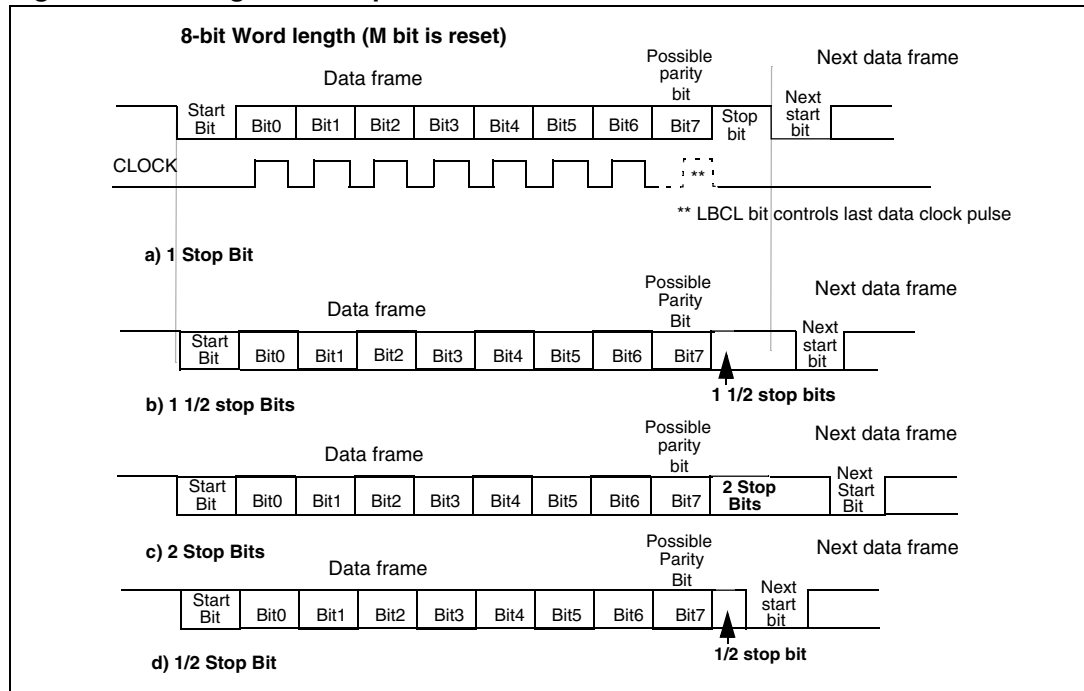 8-bit Word length (M bit is reset)
Possible
parity
bit
Next data frame
Data frame
Start
Bit
Bit0
Bit1
Bit2
Bit3
Bit4
Bit5
Bit6
Bit7
Stop
bit
Next
start
bit
CLOCK
**
** LBCL bit controls last data clock pulse
a) 1 Stop Bit
Possible
Parity
Bit
Next data frame
Data frame
Start
Bit
Bit0
Bit1
Bit2
Bit3
Bit4
Bit5
Bit6
Bit7
Next
start
bit
1 1/2 stop bits
b) 1 1/2 stop Bits
Possible
parity
bit
Next data frame
Data frame
Start
Bit
Bit0
Bit1
Bit2
Bit3
Bit4
Bit5
Bit6
Bit7
2 Stop
Bits
Next
Start
Bit
c) 2 Stop Bits
Possible
Parity
Bit
Next data frame
Data frame
Start
Bit
Bit0
Bit1
Bit2
Bit3
Bit4
Bit5
Bit6
Bit7
Next
start
bit
1/2 stop bit
d) 1/2 Stop Bit